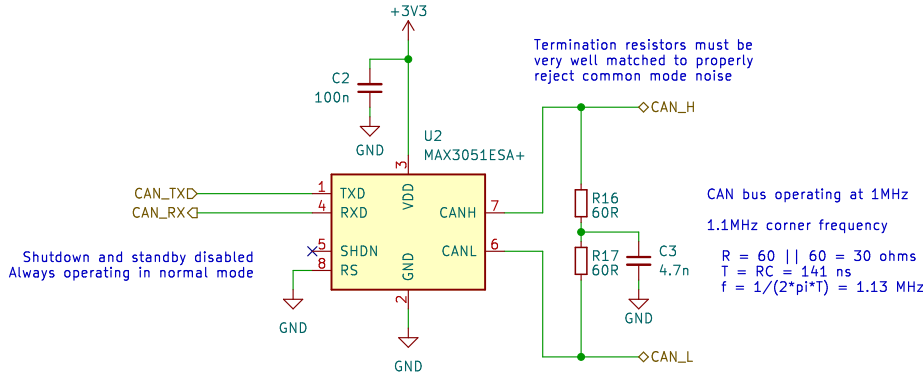 +3V3
C2
100n
GND
Termination resistors must be
very well matched to properly
reject common mode noise
CAN_H
U2
MAX3051ESA+
3
VDD
CAN_TX
1
TXD
CAN_RX
4
RXD
CANH
7
R16
60R
CAN bus operating at 1MHz
1.1MHz corner frequency
R = 60 || 60 = 30 ohms
T = RC = 141 ns
f = 1/(2*pi*T) = 1.13 MHz
Shutdown and standby disabled
Always operating in normal mode
5
SHDN
8
RS
CANL
6
GND
2
R17
60R
C3
4.7n
GND
GND
GND
CAN_L